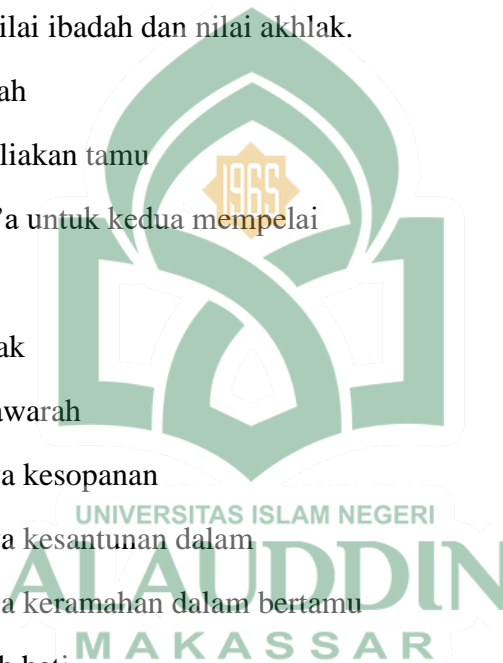 ilai ibadah dan nilai akhlak.
ah
liakan tamu
'a untuk kedua mempelai
1965
ak
awarah
a kesopanan
UNIVERSITAS ISLAM NEGERI
a kesantunan dalam
ALAUDDIN
a keramahan dalam bertamu
MAKASSAR